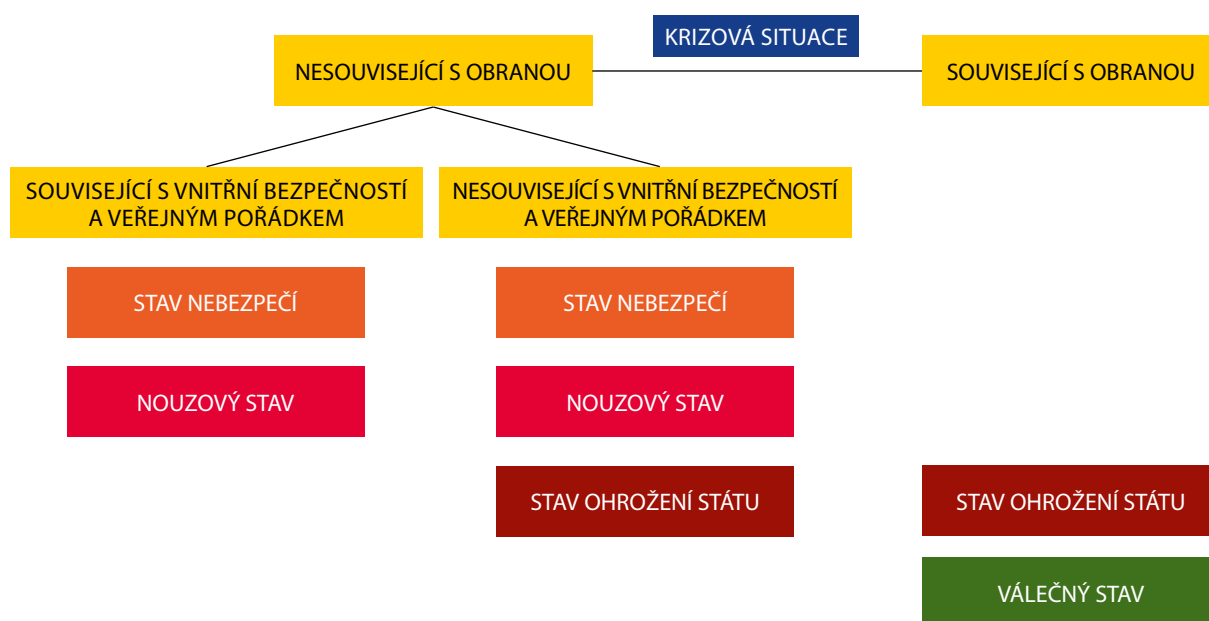 KRIZOVÁ SITUACE
NESOUVISEJÍCÍ S OBRANOU
SOUVISEJÍCÍ S OBRANOU
SOUVISEJÍCÍ S VNITŘNÍ BEZPEČNOSTÍ
A VEŘEJNÝM POŘÁDKEM
NESOUVISEJÍCÍ S VNITŘNÍ BEZPEČNOSTÍ
A VEŘEJNÝM POŘÁDKEM
STAV NEBEZPEČÍ
STAV NEBEZPEČÍ
NOUZOVÝ STAV
NOUZOVÝ STAV
STAV OHROŽENÍ STÁTU
STAV OHROŽENÍ STÁTU
VÁLEČNÝ STAV